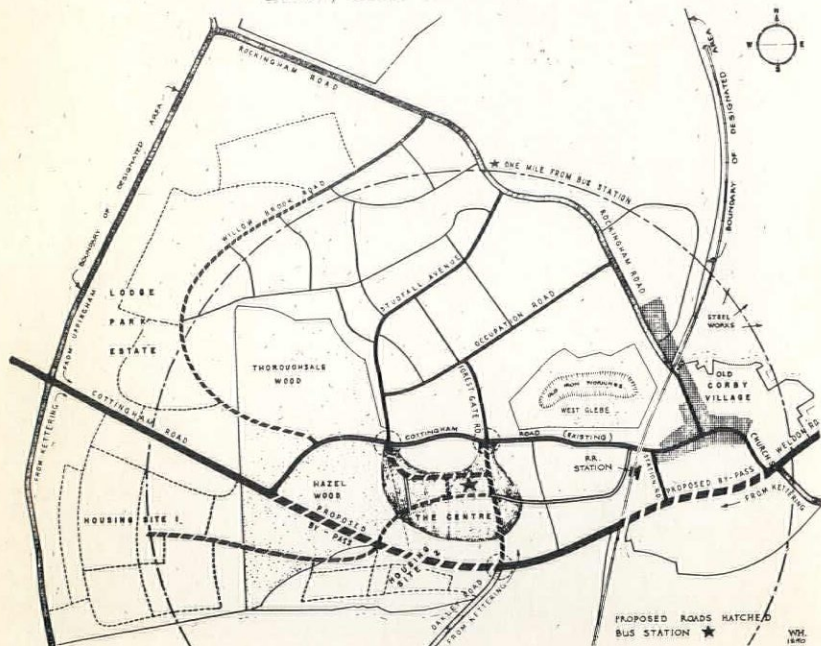 N
W E
S
ROCKINGHAM ROAD
BOUNDARY OF DESIGNATED AREA
BOUNDARY OF DESIGNATED AREA
★ ONE MILE FROM BUS STATION
WILLOW BROOK ROAD
ROCKINGHAM ROAD
STUDFALL AVENUE
OCCUPATION ROAD
LODGE
PARK
ESTATE
FROM UPPINGHAM
STEEL
WORKS
THOROUGHSALE
WOOD
FOREST GATE RD.
OLD IRON WORKINGS
WEST GLEBE
OLD
CORBY
VILLAGE
COTTINGHAM ROAD
FROM KETTERING
COTTINGHAM ROAD (EXISTING)
CHURCH
WELDON RD.
R.R.
STATION
STATION RD.
HAZEL
WOOD
PROPOSED BY-PASS
FROM KETTERING
HOUSING SITE 1.
THE CENTRE
PROPOSED
BY PASS
HOUSING
SITE 2
OAKLEY ROAD
FROM KETTERING
PROPOSED ROADS HATCHED
BUS STATION ★
WH.